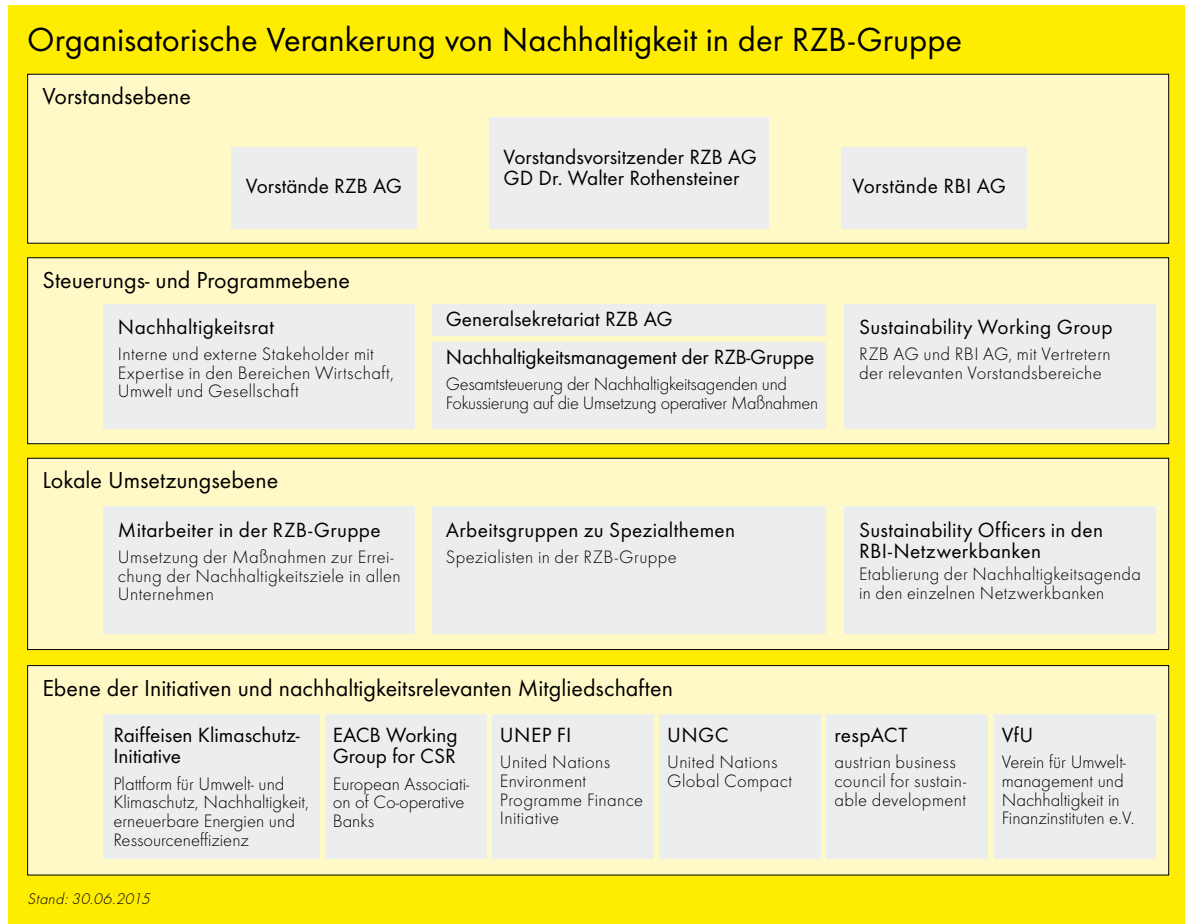 Organisatorische Verankerung von Nachhaltigkeit in der RZB-Gruppe
Vorstandsebene
Vorstände RZB AG
Vorstandsvorsitzender RZB AG
GD Dr. Walter Rothensteiner
Vorstände RBI AG
Steuerungs- und Programmebene
Nachhaltigkeitsrat
Interne und externe Stakeholder mit
Expertise in den Bereichen Wirtschaft,
Umwelt und Gesellschaft
Generalsekretariat RZB AG
Nachhaltigkeitsmanagement der RZB-Gruppe
Gesamtsteuerung der Nachhaltigkeitsagenden und
Fokussierung auf die Umsetzung operativer Maßnahmen
Sustainability Working Group
RZB AG und RBI AG, mit Vertretern
der relevanten Vorstandsbereiche
Lokale Umsetzungsebene
Mitarbeiter in der RZB-Gruppe
Umsetzung der Maßnahmen zur Errei-
chung der Nachhaltigkeitsziele in allen
Unternehmen
Arbeitsgruppen zu Spezialthemen
Spezialisten in der RZB-Gruppe
Sustainability Officers in den
RBI-Netzwerkbanken
Etablierung der Nachhaltigkeitsagenda
in den einzelnen Netzwerkbanken
Ebene der Initiativen und nachhaltigkeitsrelevanten Mitgliedschaften
Raiffeisen Klimaschutz-
Initiative
Plattform für Umwelt- und
Klimaschutz, Nachhaltigkeit,
erneuerbare Energien und
Ressourceneffizienz
EACB Working
Group for CSR
European Associati-
on of Co-operative
Banks
UNEP FI
United Nations
Environment
Programme Finance
Initiative
UNGC
United Nations
Global Compact
respACT
austrian business
council for sustain-
able development
VfU
Verein für Umwelt-
management und
Nachhaltigkeit in
Finanzinstituten e.V.
Stand: 30.06.2015